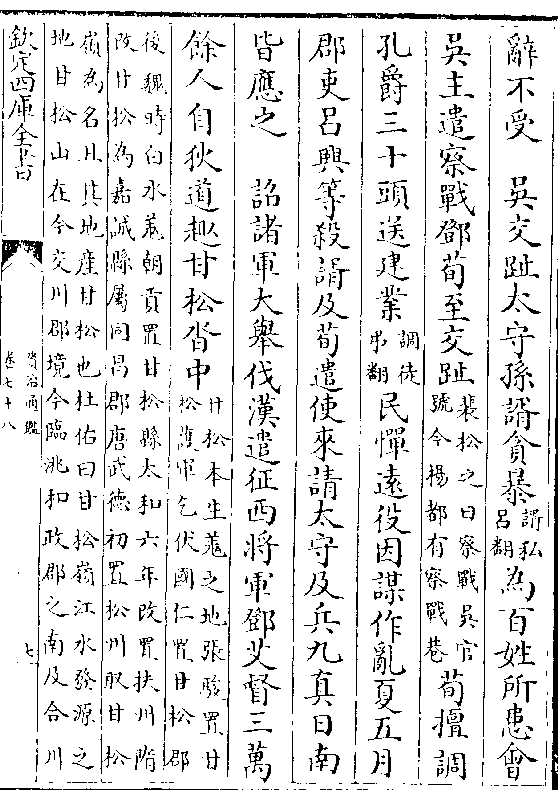 辭不受　吳交趾太守孫諝貪暴諝私呂翻為百姓所患會
吳主遣察戰鄧荀至交趾裴松之曰察戰吳官號今揚都有察戰巷荀擅調
孔爵三十頭送建業調徒弔翻民憚遠役因謀作亂夏五月
郡吏呂興等殺諝及荀遣使來請太守及兵九真日南
皆應之　詔諸軍大舉伐漢遣征西將軍鄧艾督三萬
餘人自狄道趍甘松沓中甘松本生羗之地張駿置甘松護軍乞伏國仁置甘松郡
後魏時白水羗朝貢置甘松縣太和六年改置扶州隋改甘松為嘉誠縣屬同昌郡唐武德初置松州取甘松
嶺為名且其地産甘松也杜佑曰甘松嶺江水發源之地甘松山在今交川郡境今臨洮和政郡之南及合川
欽定四庫全書
資治通鑑
卷七十八
七